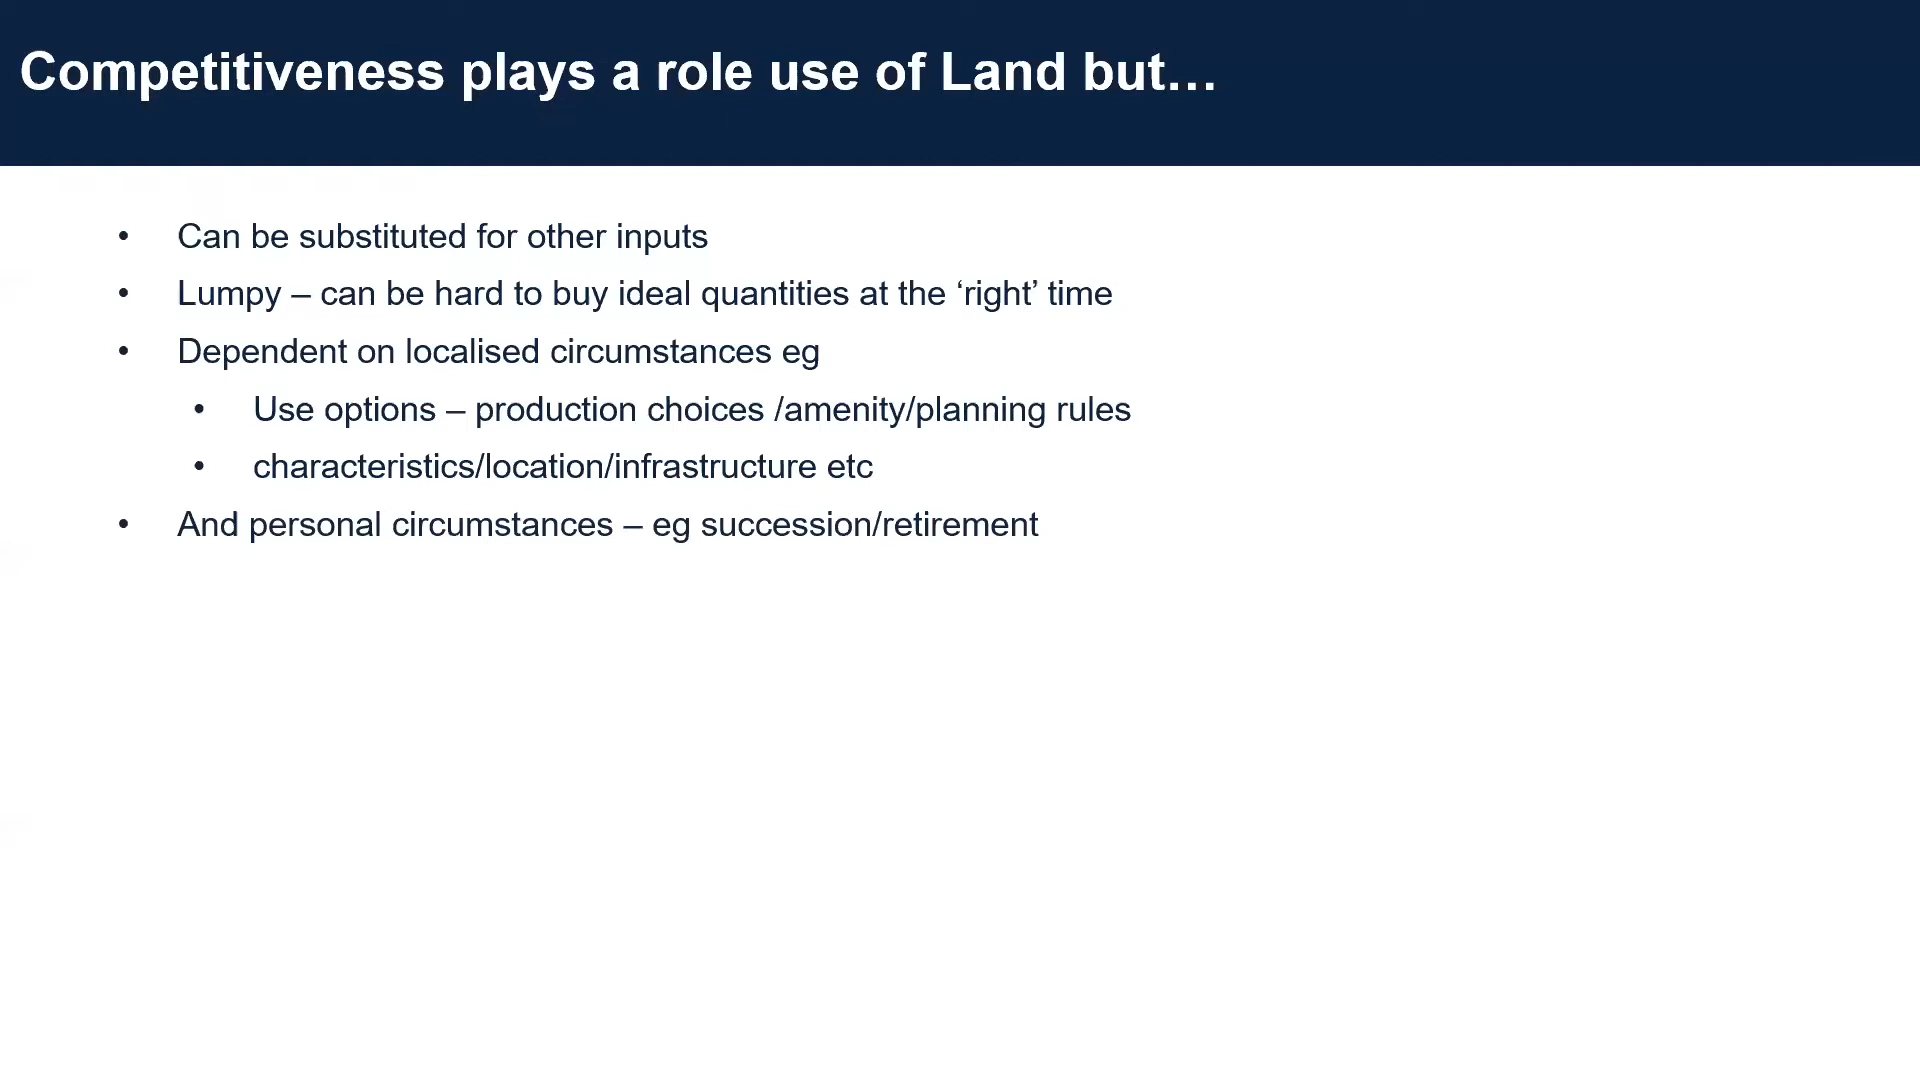 Competitiveness plays a role use of Land but…
• Can be substituted for other inputs
• Lumpy – can be hard to buy ideal quantities at the ‘right’ time
• Dependent on localised circumstances eg
• Use options – production choices /amenity/planning rules
• characteristics/location/infrastructure etc
• And personal circumstances – eg succession/retirement